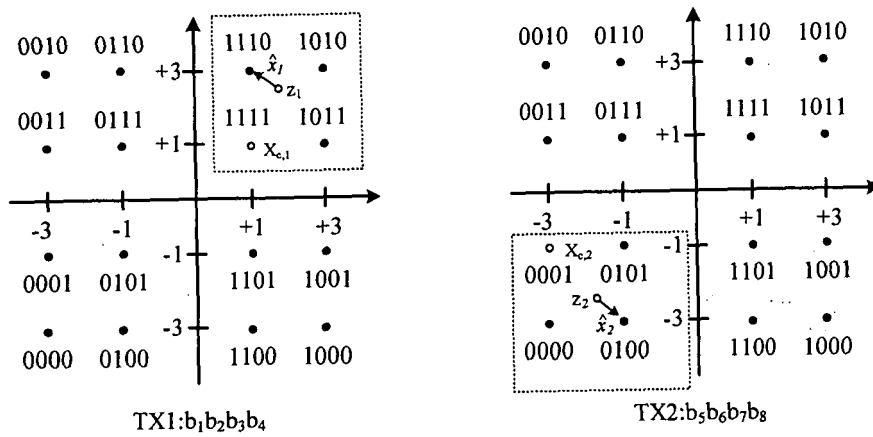 0010 0110 1110 1010
+3 x̂₁ z₁
0011 0111 1111 1011
+1 X_c,1
-3 -1 +1 +3
-1
0001 0101 1101 1001
-3
0000 0100 1100 1000
TX1:b₁b₂b₃b₄
0010 0110 1110 1010
+3
0011 0111 1111 1011
+1
-3 -1 +1 +3
X_c,2 -1
0001 0101 1101 1001
z₂ x̂₂ -3
0000 0100 1100 1000
TX2:b₅b₆b₇b₈